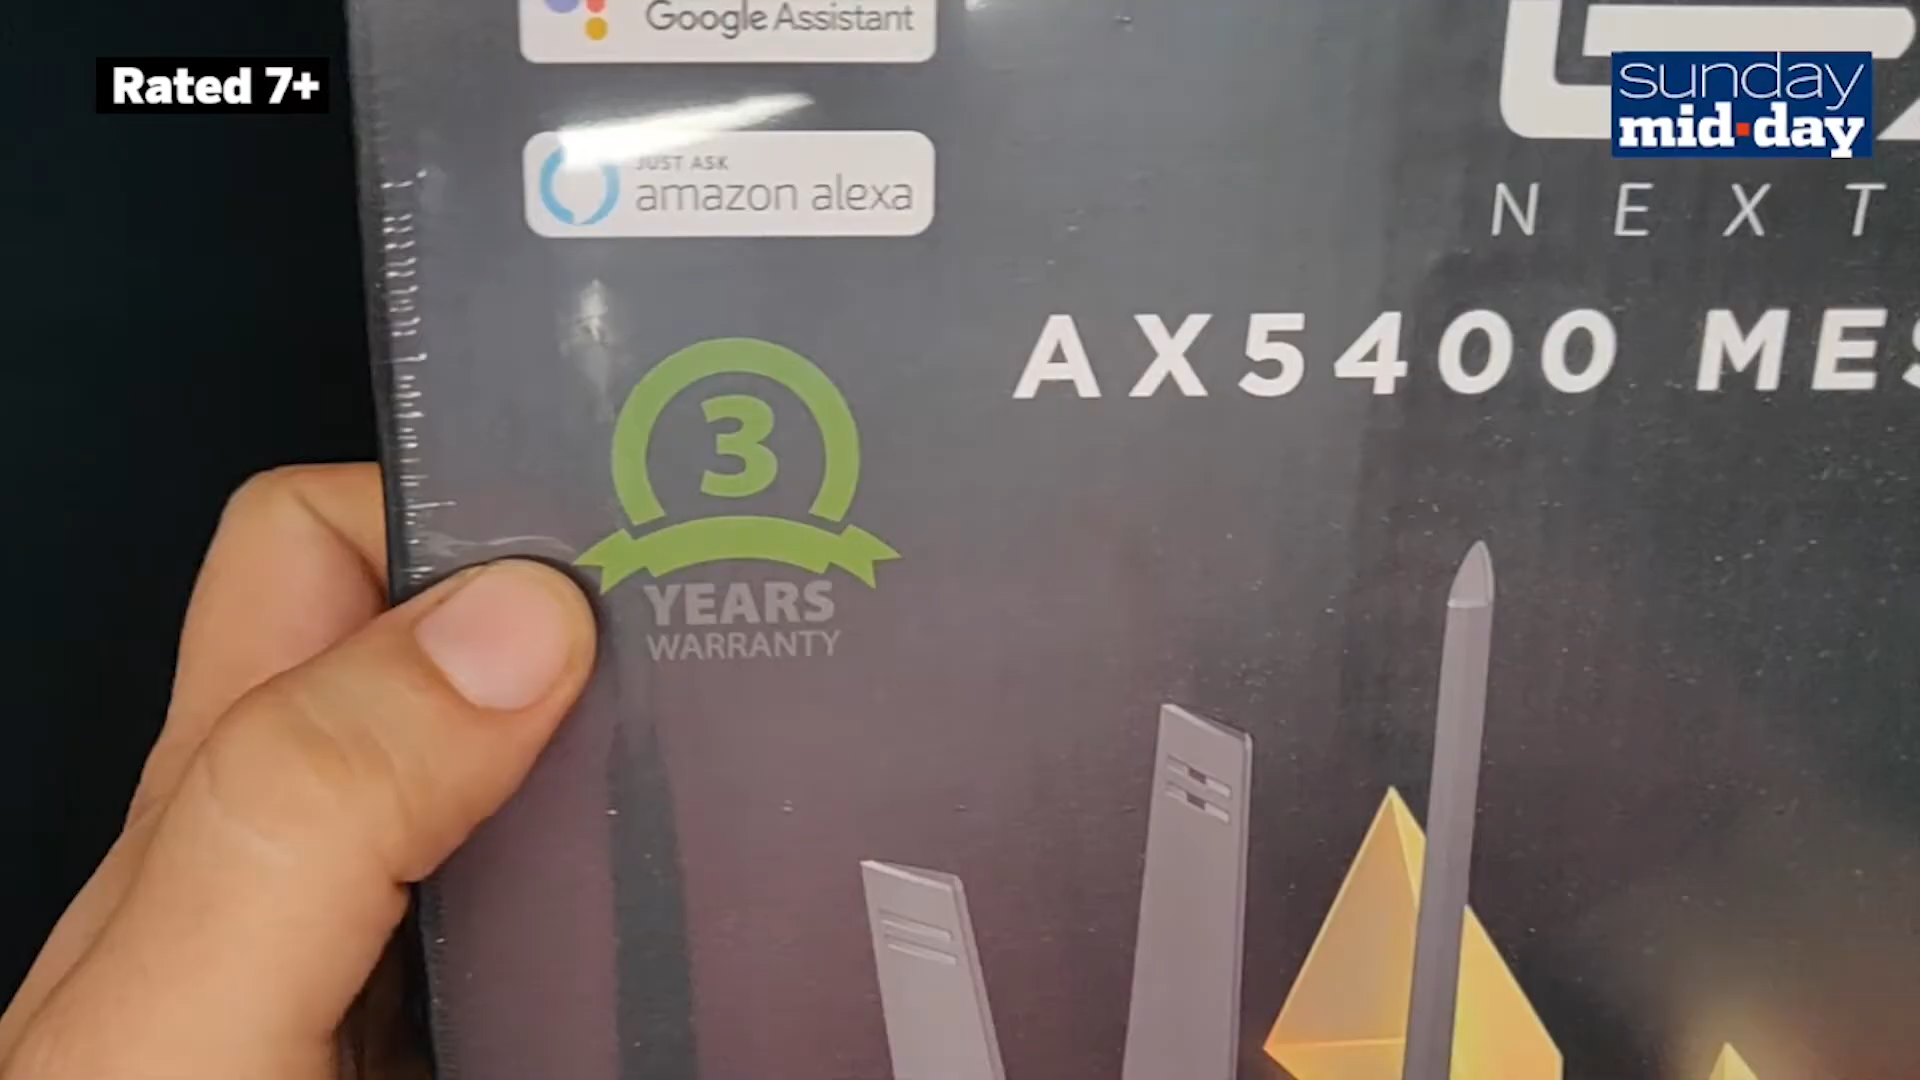 Google Assistant
Rated 7+
sunday
mid-day
JUST ASK
amazon alexa
NEXT
AX5400 MES
3
YEARS
WARRANTY